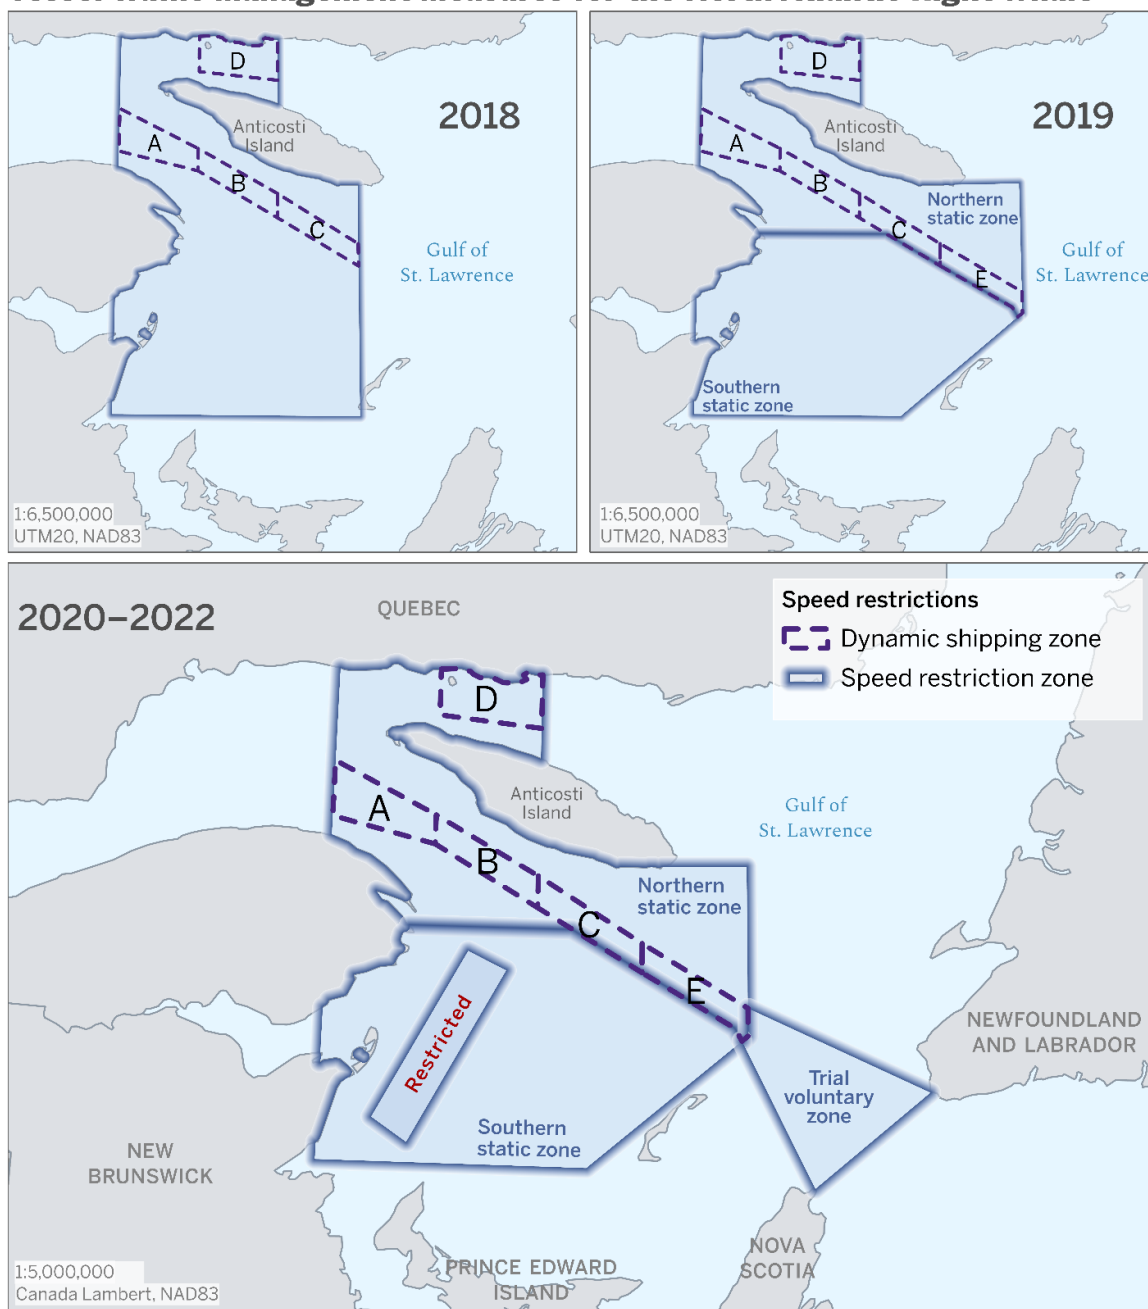 2018
D
A
B
C
Anticosti
Island
Gulf of
St. Lawrence
1:6,500,000
UTM20, NAD83
2019
D
A
B
C
E
Anticosti
Island
Northern
static zone
Gulf of
St. Lawrence
Southern
static zone
1:6,500,000
UTM20, NAD83
2020–2022
QUEBEC
Speed restrictions
Dynamic shipping zone
Speed restriction zone
D
A
B
C
E
Anticosti
Island
Gulf of
St. Lawrence
Northern
static zone
Restricted
Southern
static zone
Trial
voluntary
zone
NEWFOUNDLAND
AND LABRADOR
NEW
BRUNSWICK
PRINCE EDWARD
ISLAND
NOVA
SCOTIA
1:5,000,000
Canada Lambert, NAD83